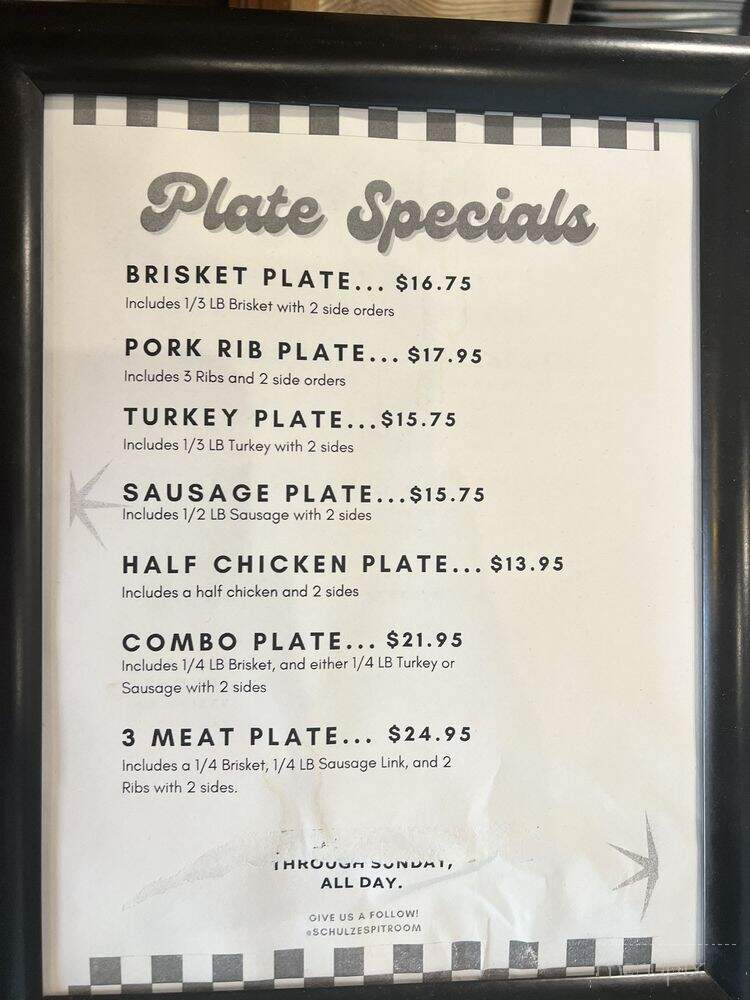 Plate Specials
BRISKET PLATE... $16.75
Includes 1/3 LB Brisket with 2 side orders
PORK RIB PLATE... $17.95
Includes 3 Ribs and 2 side orders
TURKEY PLATE...$15.75
Includes 1/3 LB Turkey with 2 sides
SAUSAGE PLATE...$15.75
Includes 1/2 LB Sausage with 2 sides
HALF CHICKEN PLATE... $13.95
Includes a half chicken and 2 sides
COMBO PLATE... $21.95
Includes 1/4 LB Brisket, and either 1/4 LB Turkey or
Sausage with 2 sides
3 MEAT PLATE... $24.95
Includes a 1/4 Brisket, 1/4 LB Sausage Link, and 2
Ribs with 2 sides.
THROUGH SUNDAY,
ALL DAY.
GIVE US A FOLLOW!
@SCHULZESPITROOM